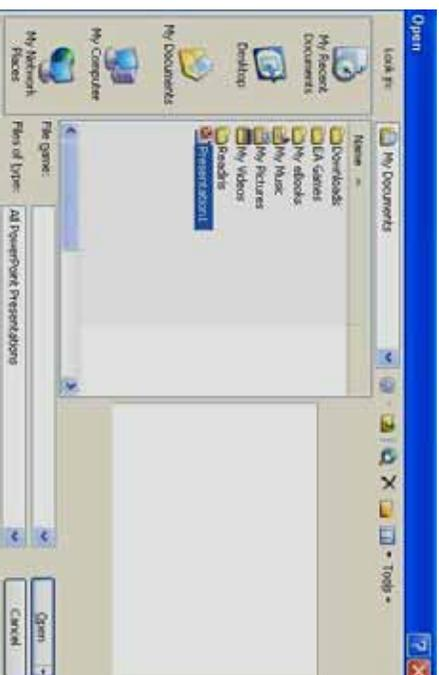 Open
Look in:
My Documents
Tools
My Recent
Documents
Desktop
My Documents
My Computer
My Network
Places
Name
Downloads
EA Games
My eBooks
My Music
My Pictures
My Videos
Readiris
Presentation1
File name:
Open
Files of type:
All PowerPoint Presentations
Cancel